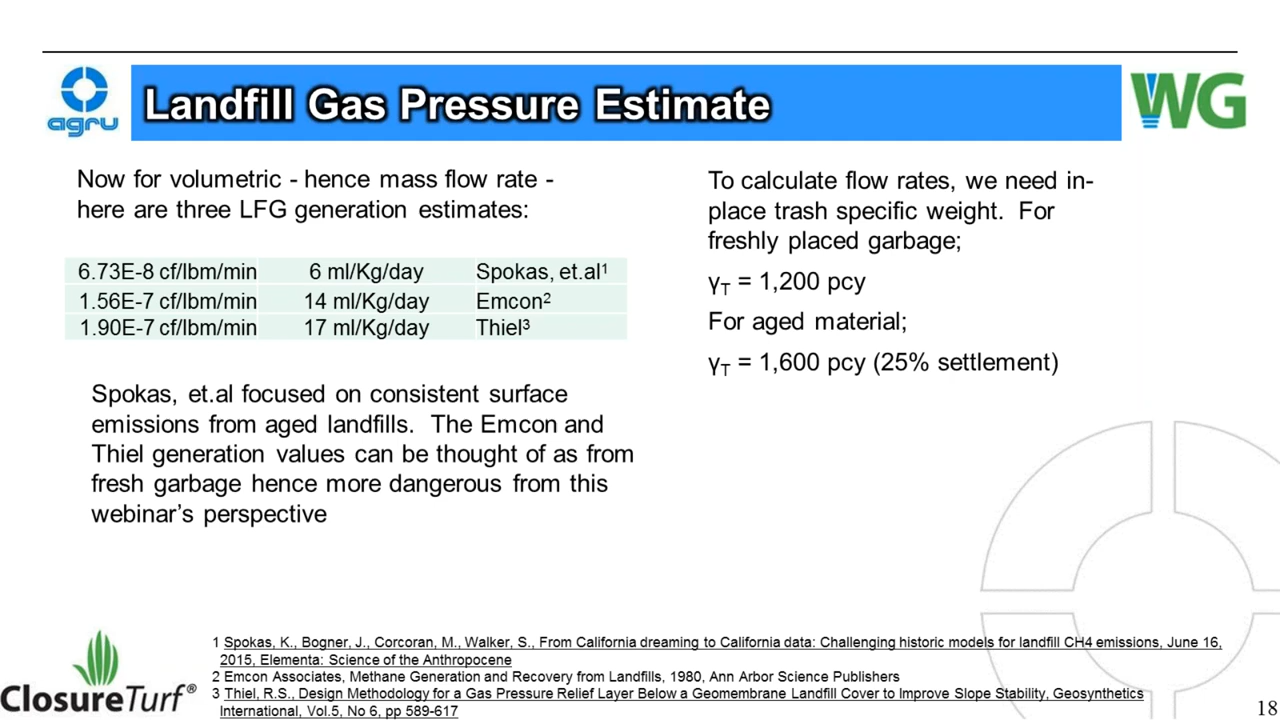 agru
Landfill Gas Pressure Estimate
WG
Now for volumetric - hence mass flow rate -
here are three LFG generation estimates:
6.73E-8 cf/lbm/min 6 ml/Kg/day Spokas, et.al¹
1.56E-7 cf/lbm/min 14 ml/Kg/day Emcon²
1.90E-7 cf/lbm/min 17 ml/Kg/day Thiel³
Spokas, et.al focused on consistent surface
emissions from aged landfills. The Emcon and
Thiel generation values can be thought of as from
fresh garbage hence more dangerous from this
webinar’s perspective
To calculate flow rates, we need in-
place trash specific weight. For
freshly placed garbage;
γT = 1,200 pcy
For aged material;
γT = 1,600 pcy (25% settlement)
ClosureTurf®
1 Spokas, K., Bogner, J., Corcoran, M., Walker, S., From California dreaming to California data: Challenging historic models for landfill CH4 emissions, June 16,
2015, Elementa: Science of the Anthropocene
2 Emcon Associates, Methane Generation and Recovery from Landfills, 1980, Ann Arbor Science Publishers
3 Thiel, R.S., Design Methodology for a Gas Pressure Relief Layer Below a Geomembrane Landfill Cover to Improve Slope Stability, Geosynthetics
International, Vol.5, No 6, pp 589-617
18